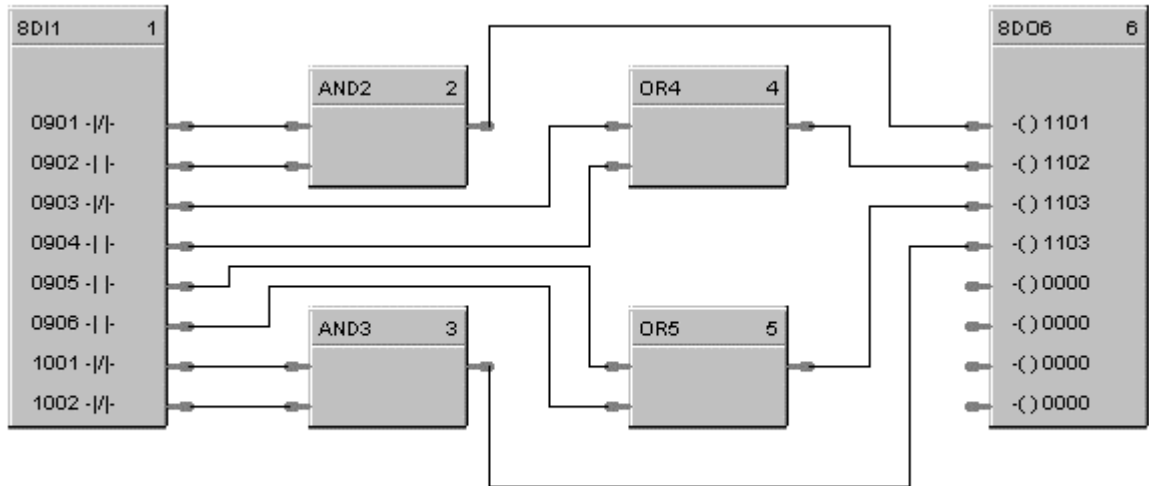 8DI1 1
0901 -|/|-
0902 -| |-
0903 -|/|-
0904 -| |-
0905 -| |-
0906 -| |-
1001 -|/|-
1002 -|/|-
AND2 2
AND3 3
OR4 4
OR5 5
8DO6 6
-( ) 1101
-( ) 1102
-( ) 1103
-( ) 1103
-( ) 0000
-( ) 0000
-( ) 0000
-( ) 0000